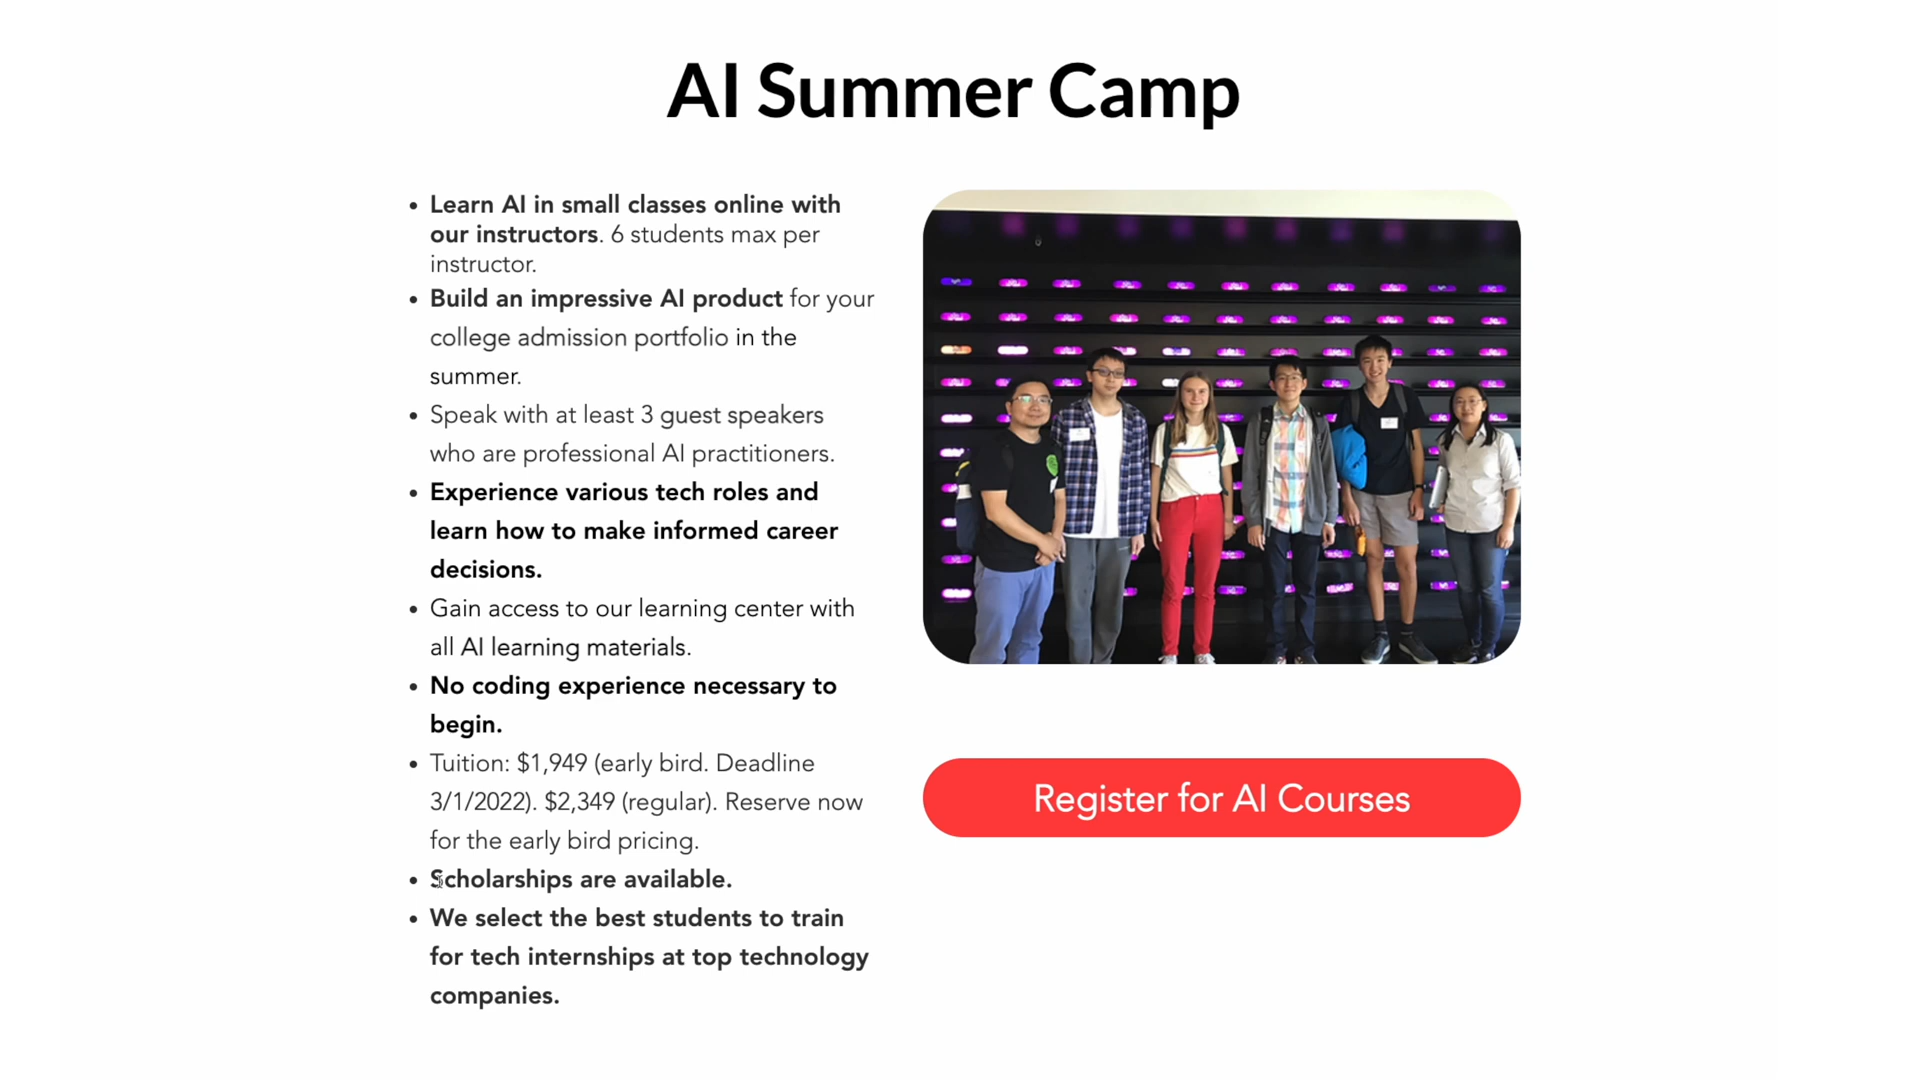 AI Summer Camp
Learn AI in small classes online with
our instructors. 6 students max per
instructor.
Build an impressive AI product for your
college admission portfolio in the
summer.
Speak with at least 3 guest speakers
who are professional AI practitioners.
Experience various tech roles and
learn how to make informed career
decisions.
Gain access to our learning center with
all AI learning materials.
No coding experience necessary to
begin.
Tuition: $1,949 (early bird. Deadline
3/1/2022). $2,349 (regular). Reserve now
for the early bird pricing.
Scholarships are available.
We select the best students to train
for tech internships at top technology
companies.
Register for AI Courses